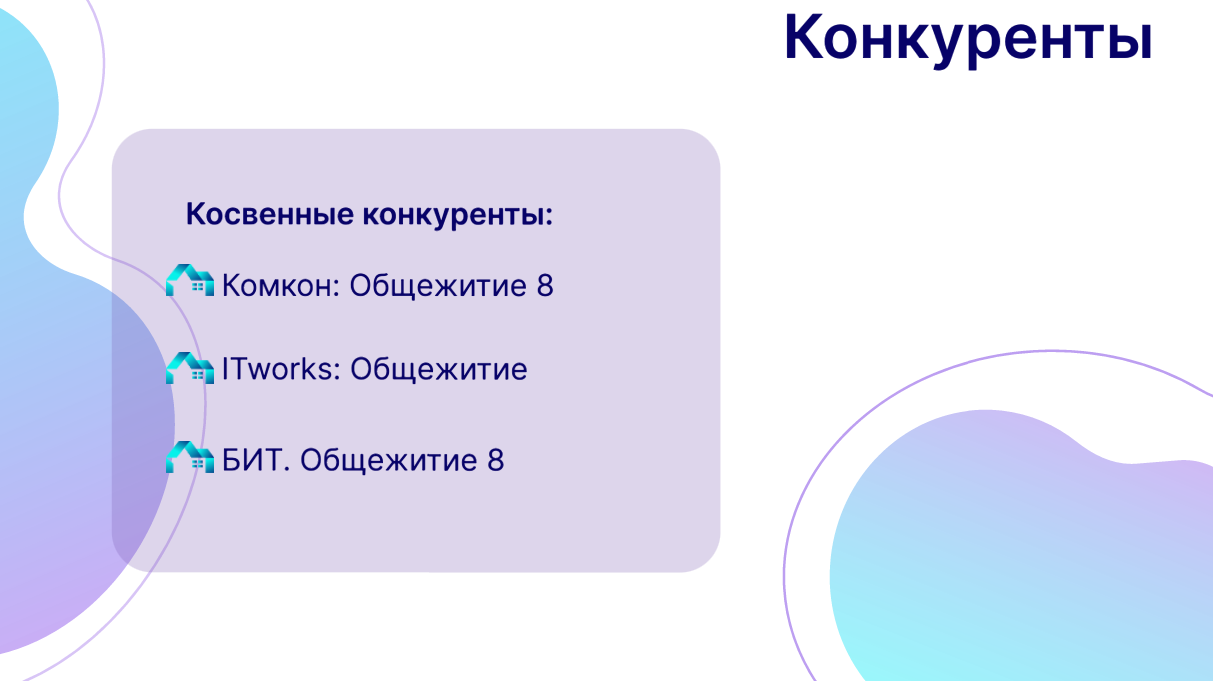 Конкуренты
Косвенные конкуренты:
Комкон: Общежитие 8
ITworks: Общежитие
БИТ. Общежитие 8